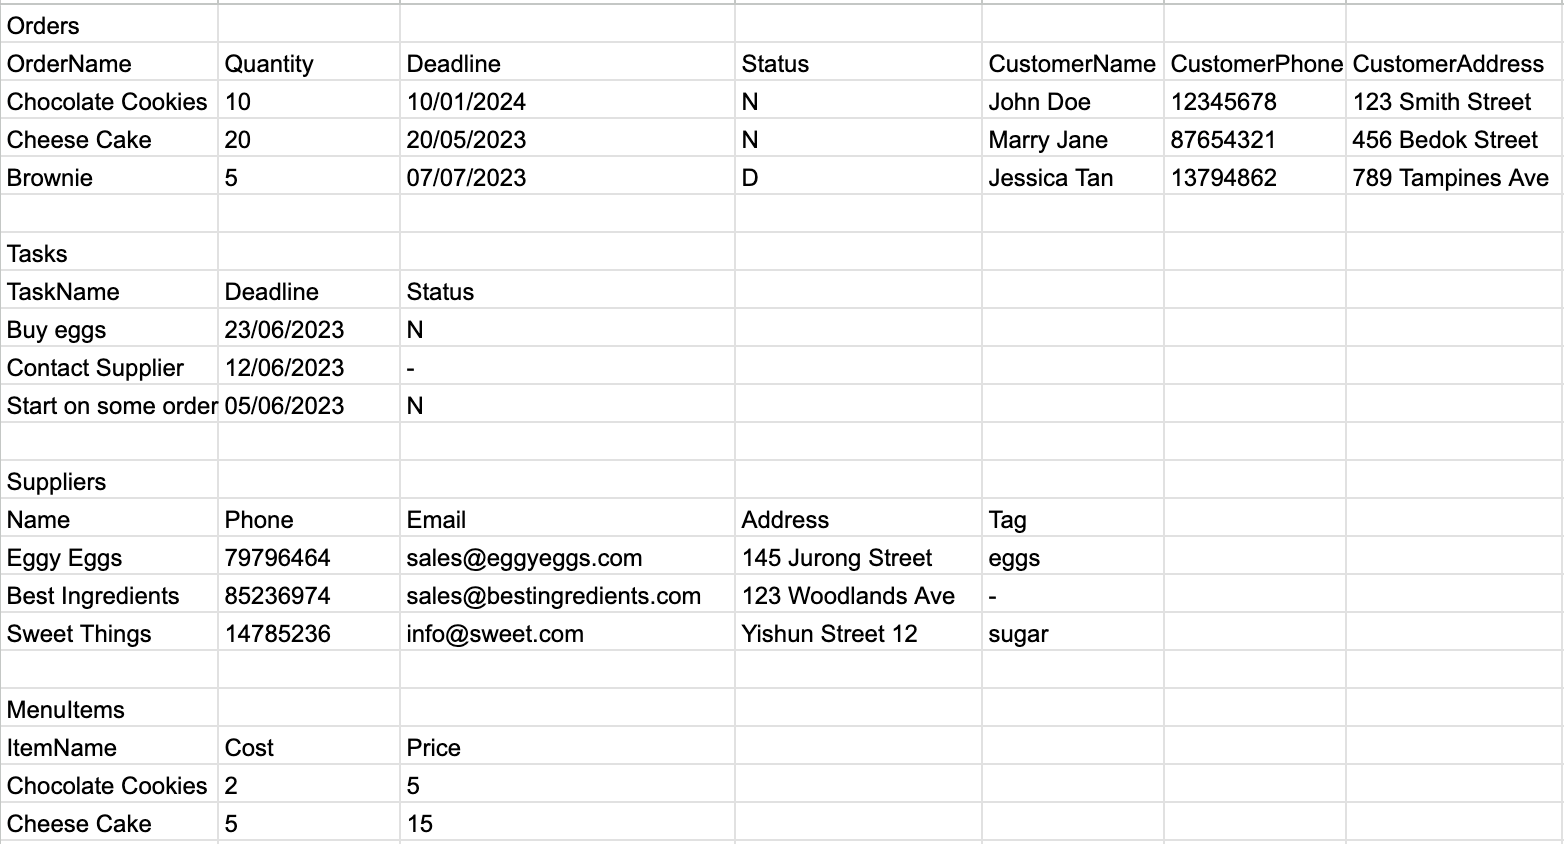 Orders
OrderName Quantity Deadline Status CustomerName CustomerPhone CustomerAddress
Chocolate Cookies 10 10/01/2024 N John Doe 12345678 123 Smith Street
Cheese Cake 20 20/05/2023 N Marry Jane 87654321 456 Bedok Street
Brownie 5 07/07/2023 D Jessica Tan 13794862 789 Tampines Ave
Tasks
TaskName Deadline Status
Buy eggs 23/06/2023 N
Contact Supplier 12/06/2023 -
Start on some order 05/06/2023 N
Suppliers
Name Phone Email Address Tag
Eggy Eggs 79796464 sales@eggyeggs.com 145 Jurong Street eggs
Best Ingredients 85236974 sales@bestingredients.com 123 Woodlands Ave -
Sweet Things 14785236 info@sweet.com Yishun Street 12 sugar
MenuItems
ItemName Cost Price
Chocolate Cookies 2 5
Cheese Cake 5 15